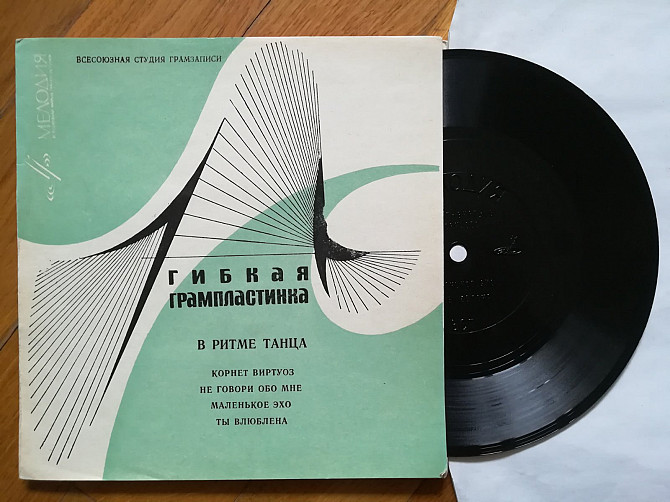 ВСЕСОЮЗНАЯ СТУДИЯ ГРАМЗАПИСИ
МЕЛОДИЯ
ГИБКАЯ
ГРАМПЛАСТИНКА
В РИТМЕ ТАНЦА
КОРНЕТ ВИРТУОЗ
НЕ ГОВОРИ ОБО МНЕ
МАЛЕНЬКОЕ ЭХО
ТЫ ВЛЮБЛЕНА